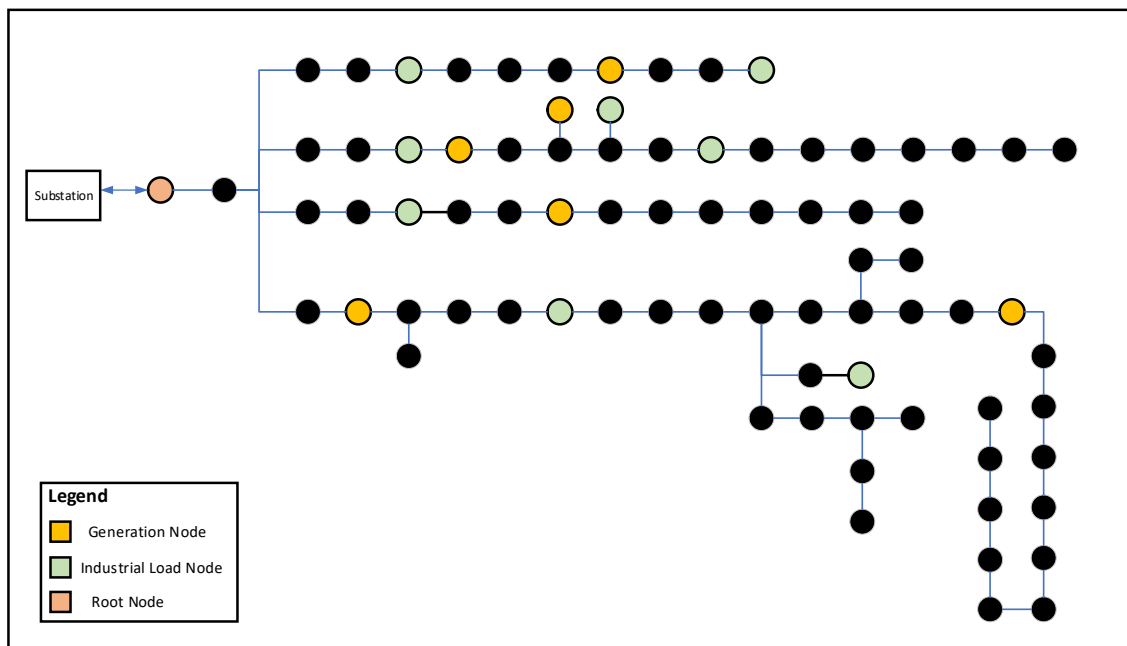 Substation
Legend
Generation Node
Industrial Load Node
Root Node